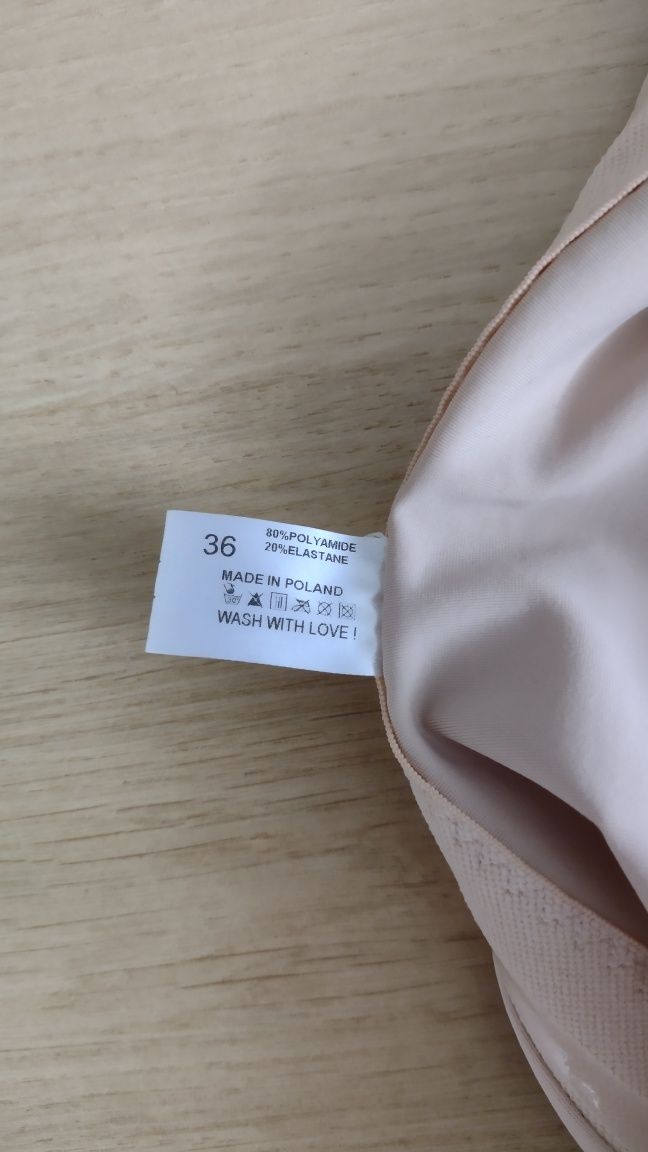 36
80%POLYAMIDE
20%ELASTANE
MADE IN POLAND
WASH WITH LOVE !